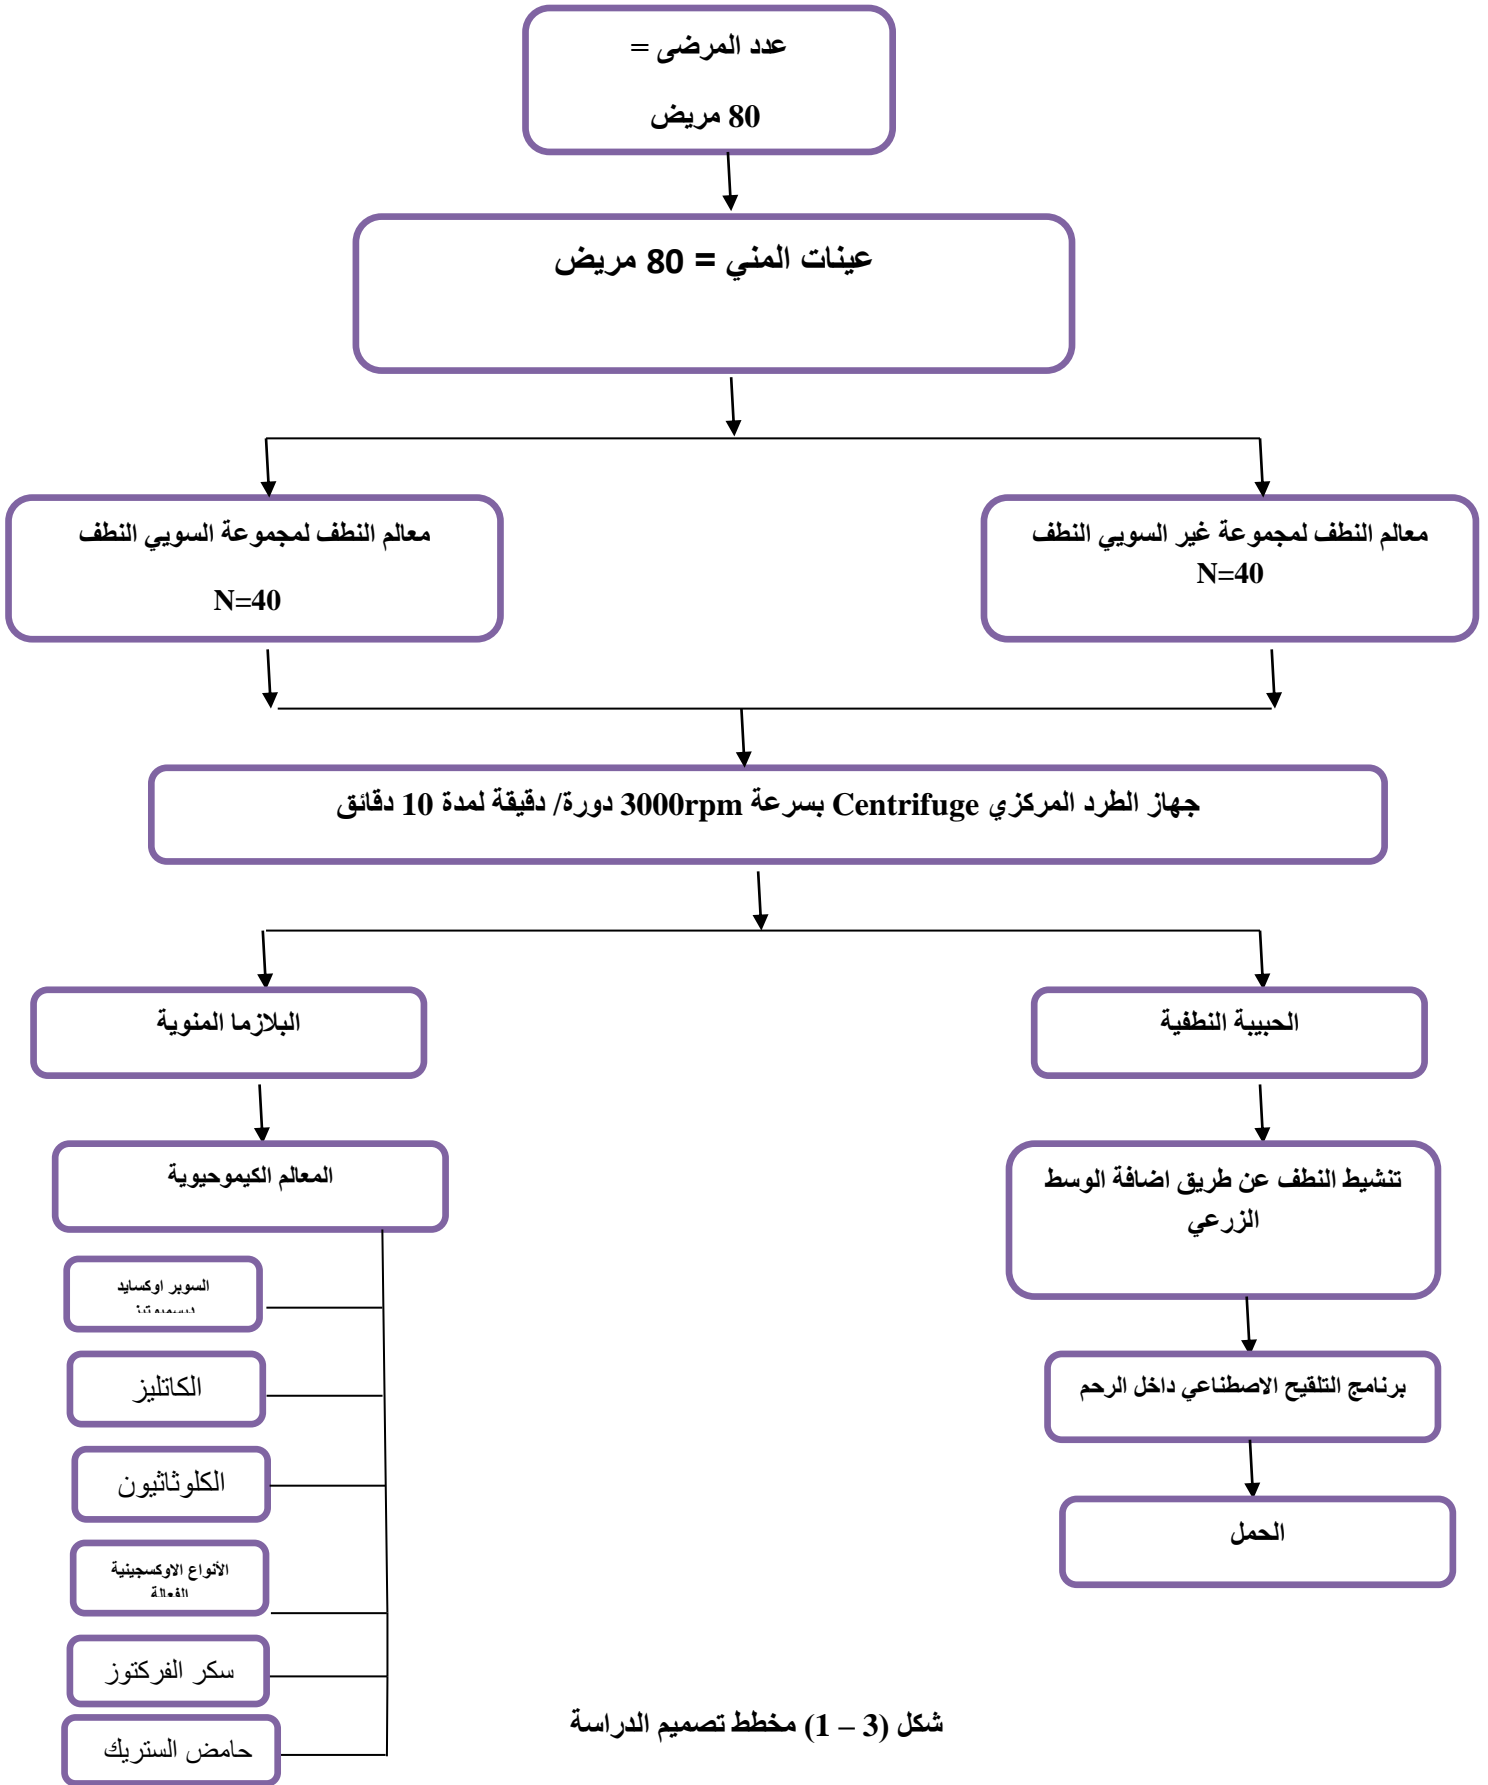 عدد المرضى =
80 مريض
عينات المني = 80 مريض
معالم النطف لمجموعة غير السويي النطف
N=40
معالم النطف لمجموعة السويي النطف
N=40
جهاز الطرد المركزي Centrifuge بسرعة 3000rpm دورة/ دقيقة لمدة 10 دقائق
الحبيبة النطفية
البلازما المنوية
تنشيط النطف عن طريق اضافة الوسط
الزرعي
المعالم الكيموحيوية
برنامج التلقيح الاصطناعي داخل الرحم
الحمل
السوبر اوكسايد
الكاتليز
الكلوثاثيون
الأنواع الاوكسجينية
الفعالة
سكر الفركتوز
حامض الستريك
شكل (3 – 1) مخطط تصميم الدراسة